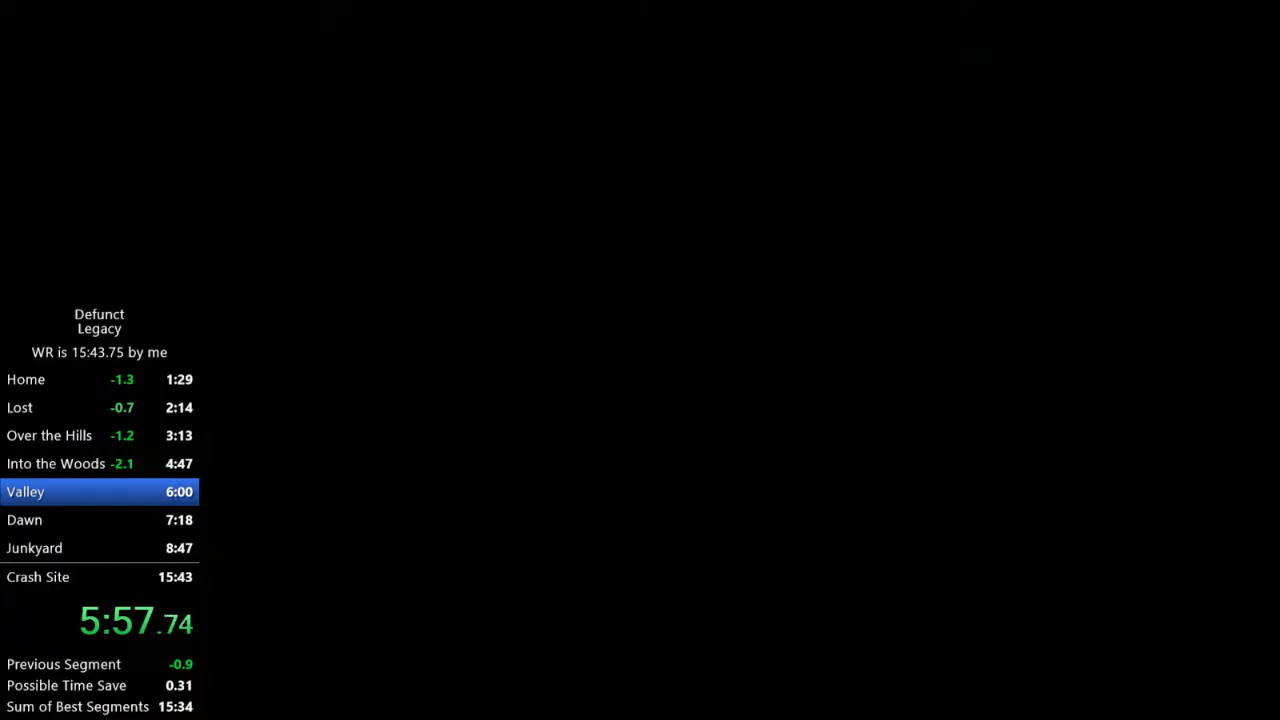 Defunct
Legacy
WR is 15:43.75 by me
Home -1.3 1:29
Lost -0.7 2:14
Over the Hills -1.2 3:13
Into the Woods -2.1 4:47
Valley 6:00
Dawn 7:18
Junkyard 8:47
Crash Site 15:43
5:57.74
Previous Segment -0.9
Possible Time Save 0.31
Sum of Best Segments 15:34